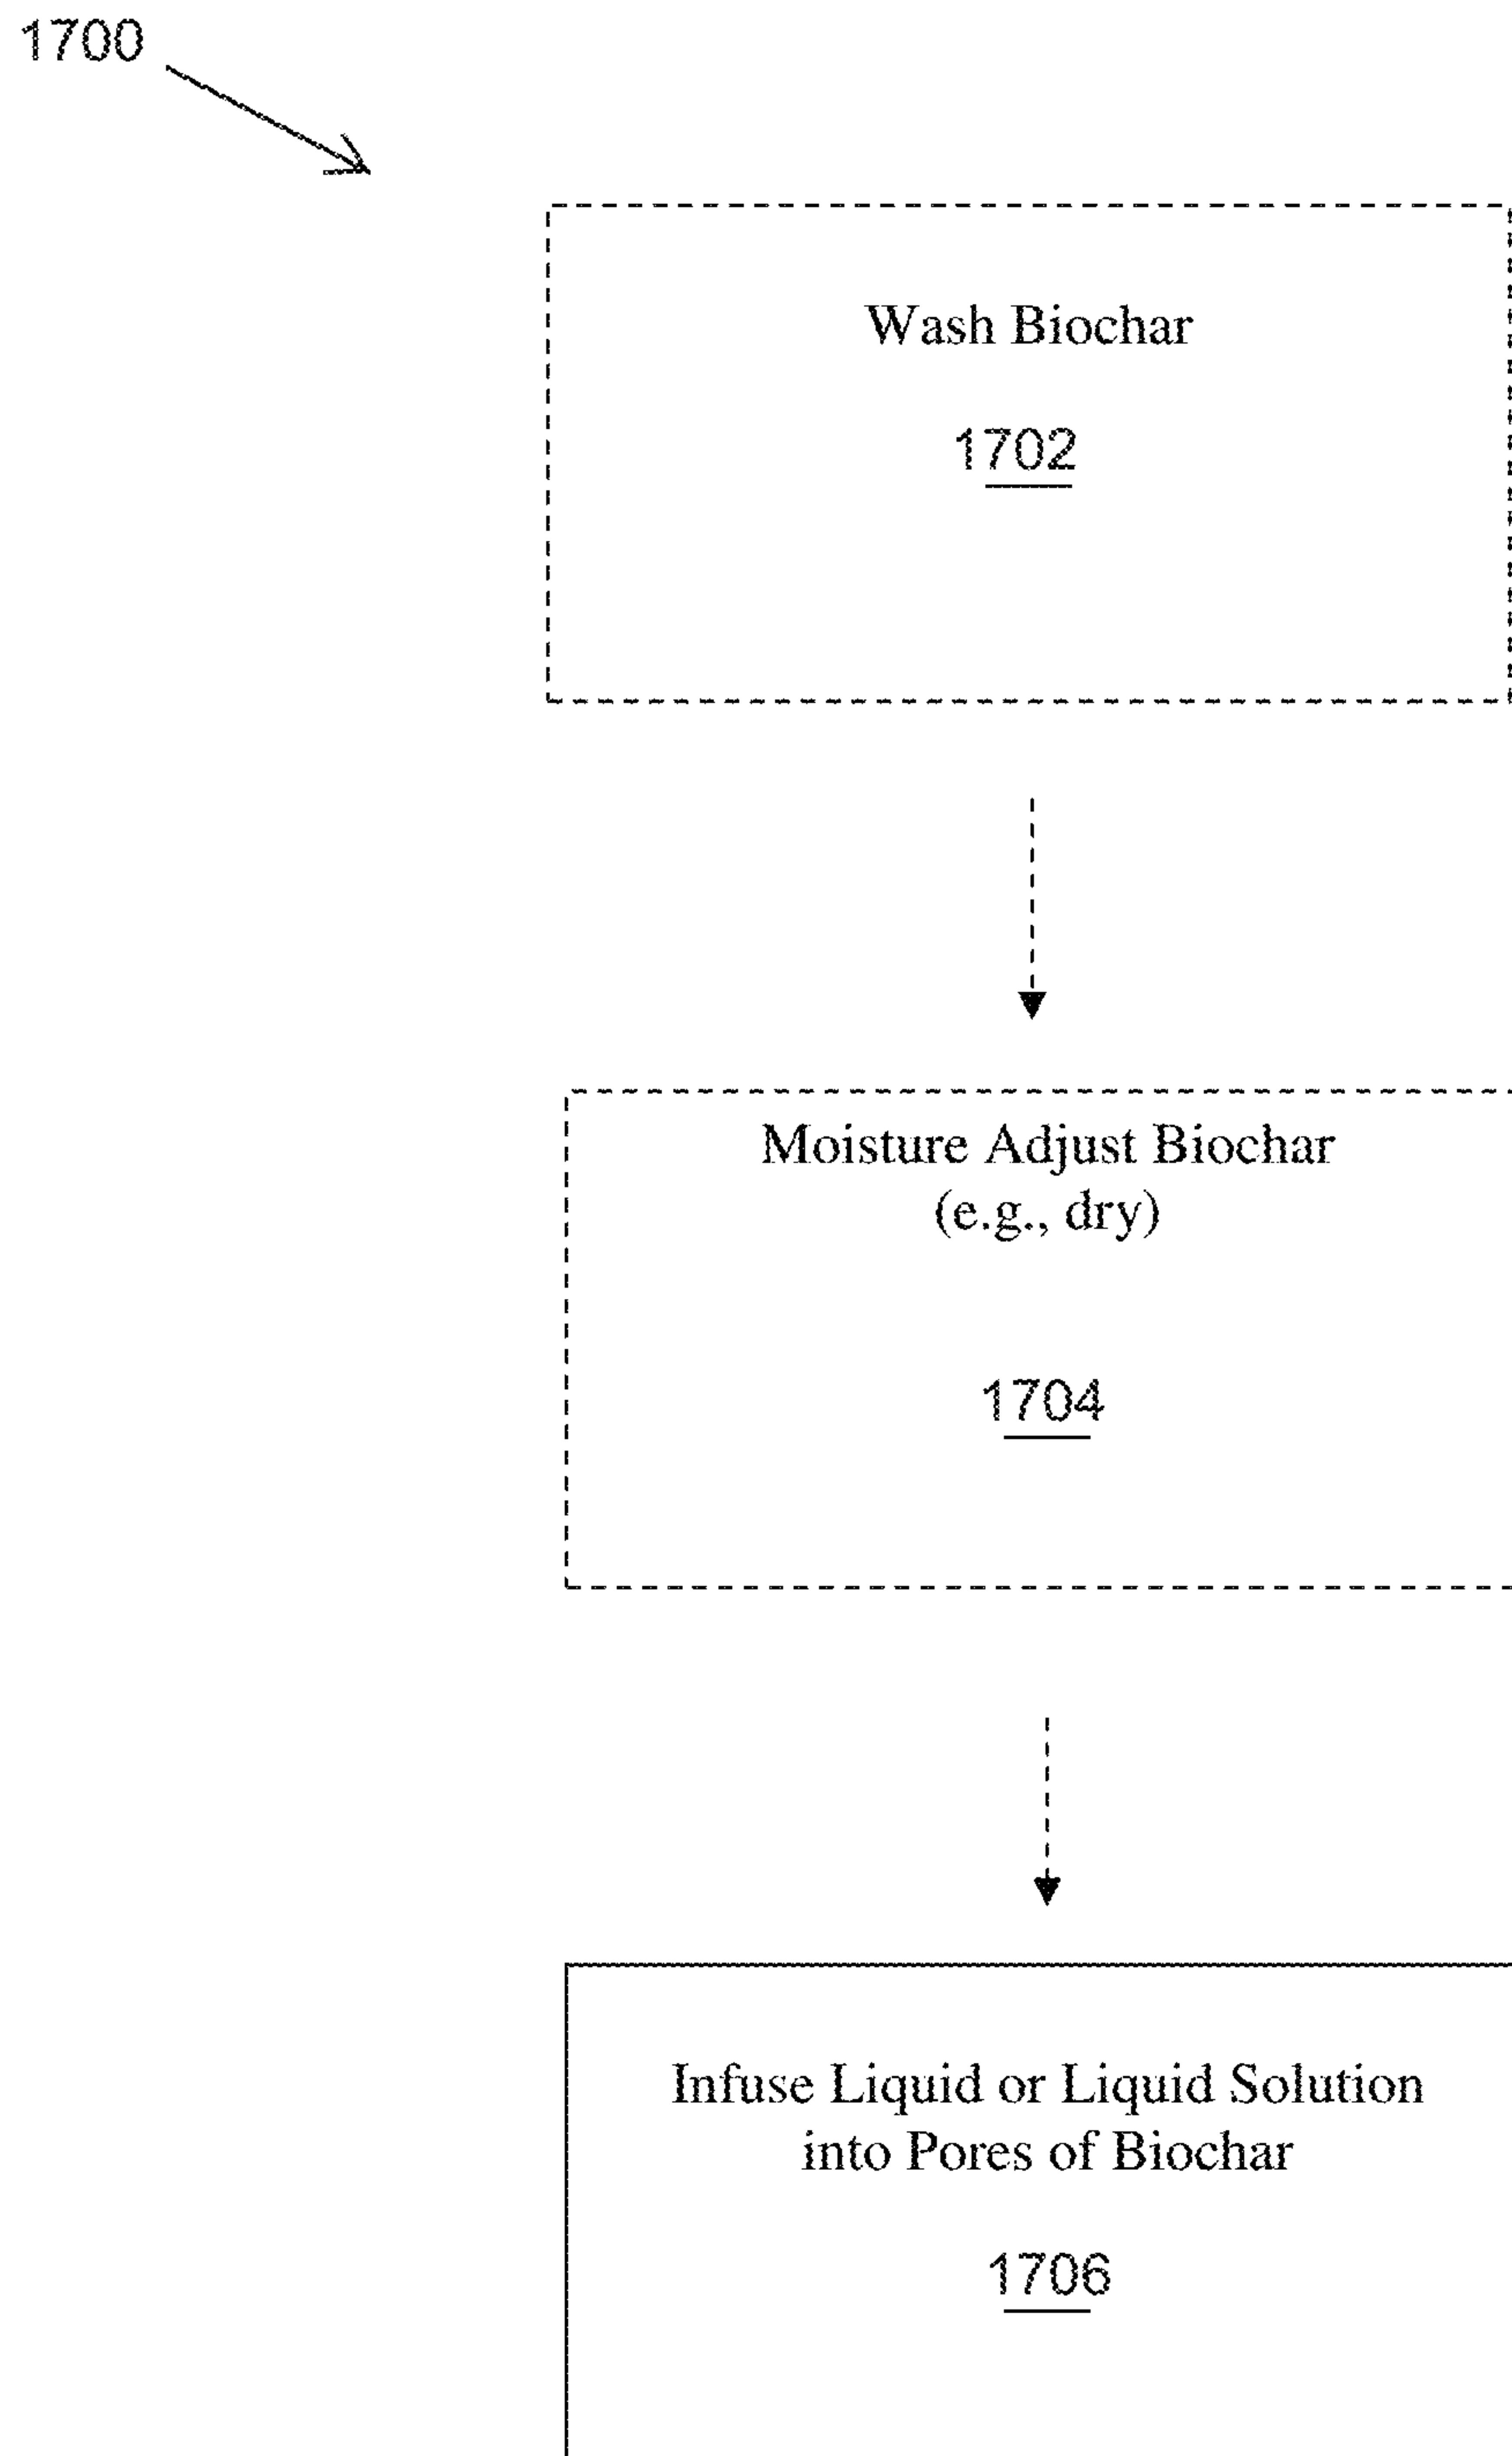 1700
Wash Biochar
1702
Moisture Adjust Biochar
(e.g., dry)
1704
Infuse Liquid or Liquid Solution
into Pores of Biochar
1706